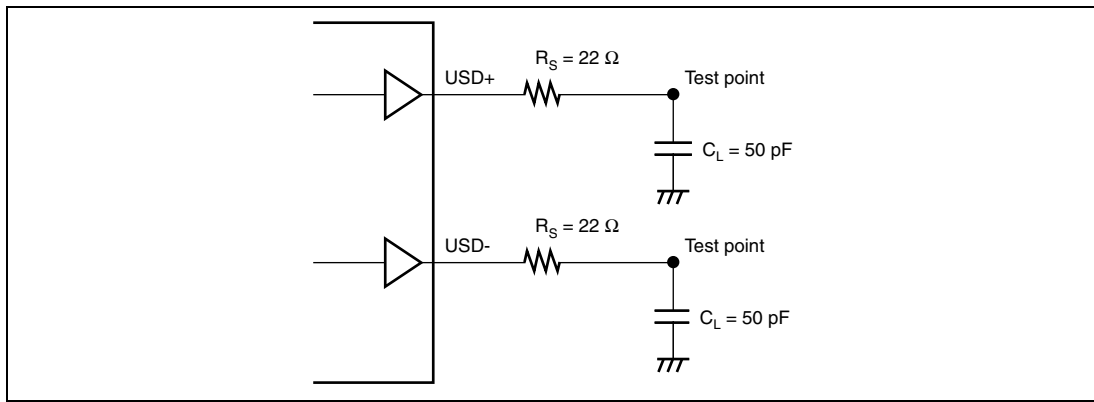 R_S = 22 Ω
USD+
Test point
C_L = 50 pF
R_S = 22 Ω
USD-
Test point
C_L = 50 pF